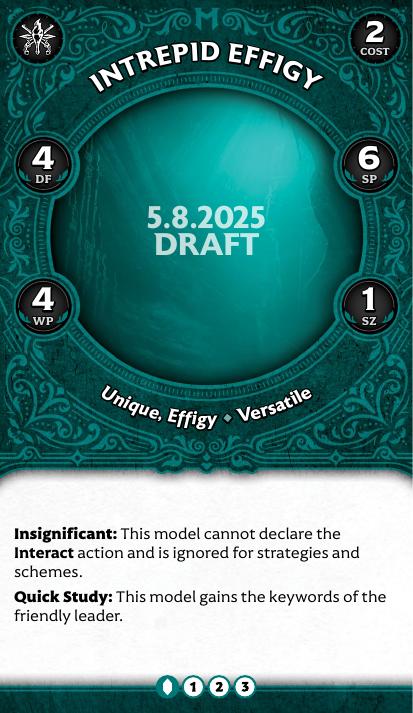 2
COST
INTREPID EFFIGY
4
DF
6
SP
5.8.2025
DRAFT
4
WP
1
SZ
Unique, Effigy ⬥ Versatile
Insignificant: This model cannot declare the
Interact action and is ignored for strategies and
schemes.
Quick Study: This model gains the keywords of the
friendly leader.
1 2 3